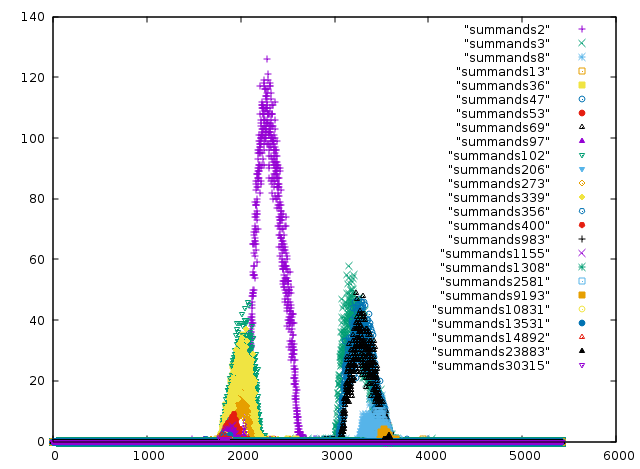 140
120
100
80
60
40
20
0
0
1000
2000
3000
4000
5000
6000
"summands2"
"summands3"
"summands8"
"summands13"
"summands36"
"summands47"
"summands53"
"summands69"
"summands97"
"summands102"
"summands206"
"summands273"
"summands339"
"summands356"
"summands400"
"summands983"
"summands1155"
"summands1308"
"summands2581"
"summands9193"
"summands10831"
"summands13531"
"summands14892"
"summands23883"
"summands30315"